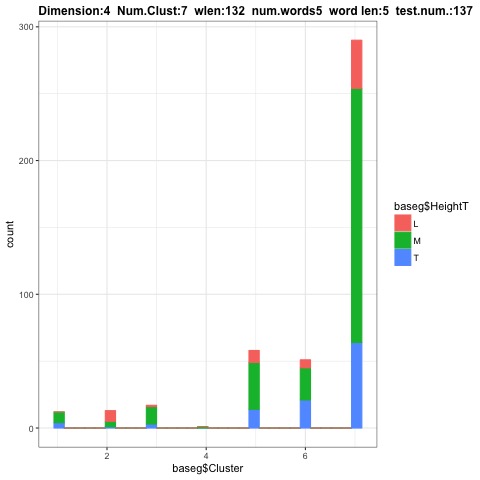 Dimension:4  Num.Clust:7  wlen:132  num.words5  word len:5  test.num.:137
300
200
100
0
count
2
4
6
baseg$Cluster
baseg$HeightT
L
M
T